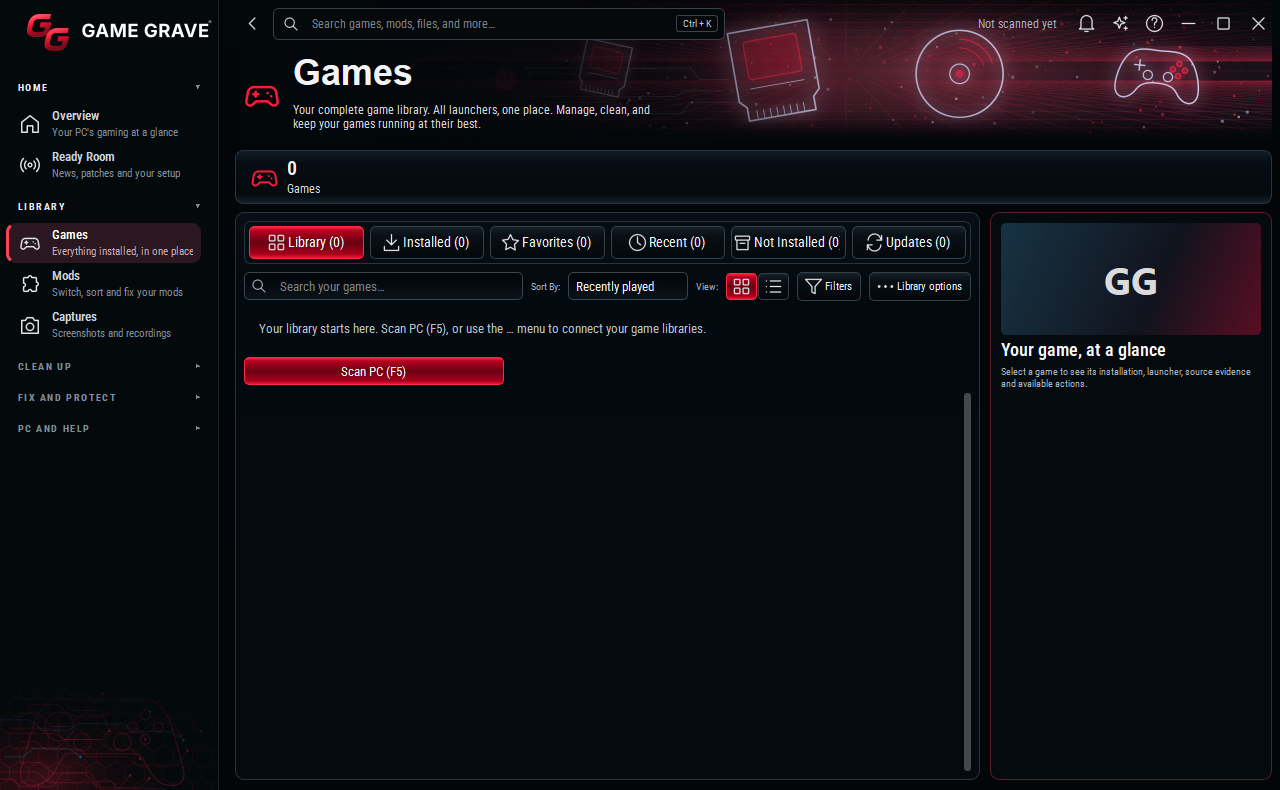 GG GAME GRAVE
Search games, mods, files, and more...
Ctrl + K
Not scanned yet
Games
Your complete game library. All launchers, one place. Manage, clean, and
keep your games running at their best.
HOME
Overview
Your PC's gaming at a glance
Ready Room
News, patches and your setup
LIBRARY
Games
Everything installed, in one place
Mods
Switch, sort and fix your mods
Captures
Screenshots and recordings
CLEAN UP
FIX AND PROTECT
PC AND HELP
0
Games
Library (0)
Installed (0)
Favorites (0)
Recent (0)
Not Installed (0
Updates (0)
Search your games...
Sort By:
Recently played
View:
Filters
Library options
Your library starts here. Scan PC (F5), or use the ... menu to connect your game libraries.
Scan PC (F5)
GG
Your game, at a glance
Select a game to see its installation, launcher, source evidence
and available actions.